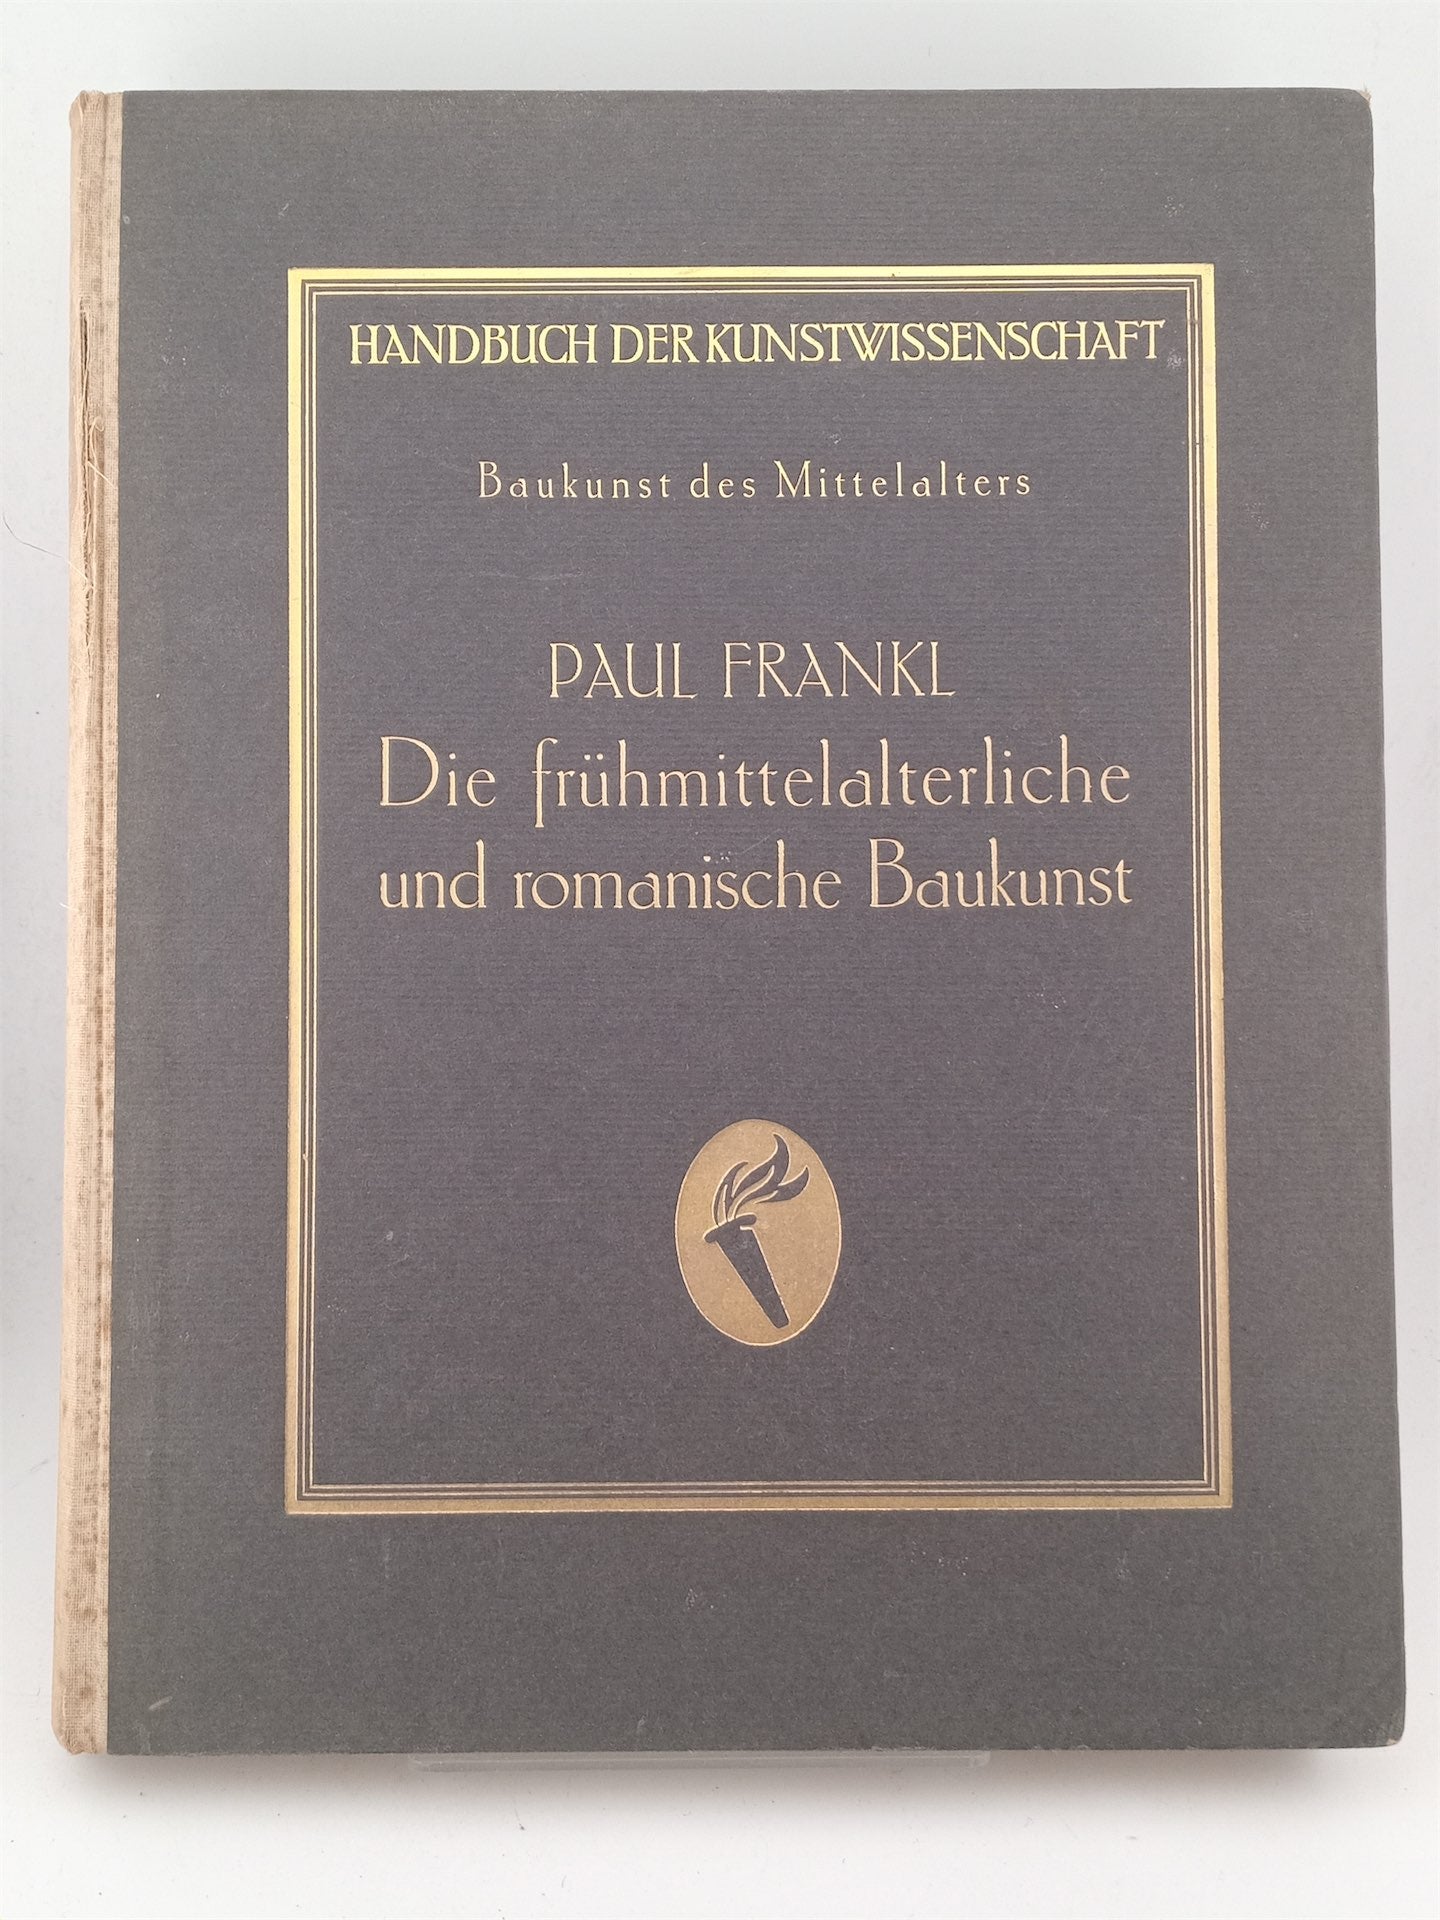 HANDBUCH DER KUNSTWISSENSCHAFT
Baukunst des Mittelalters
PAUL FRANKL
Die frühmittelalterliche
und romanische Baukunst